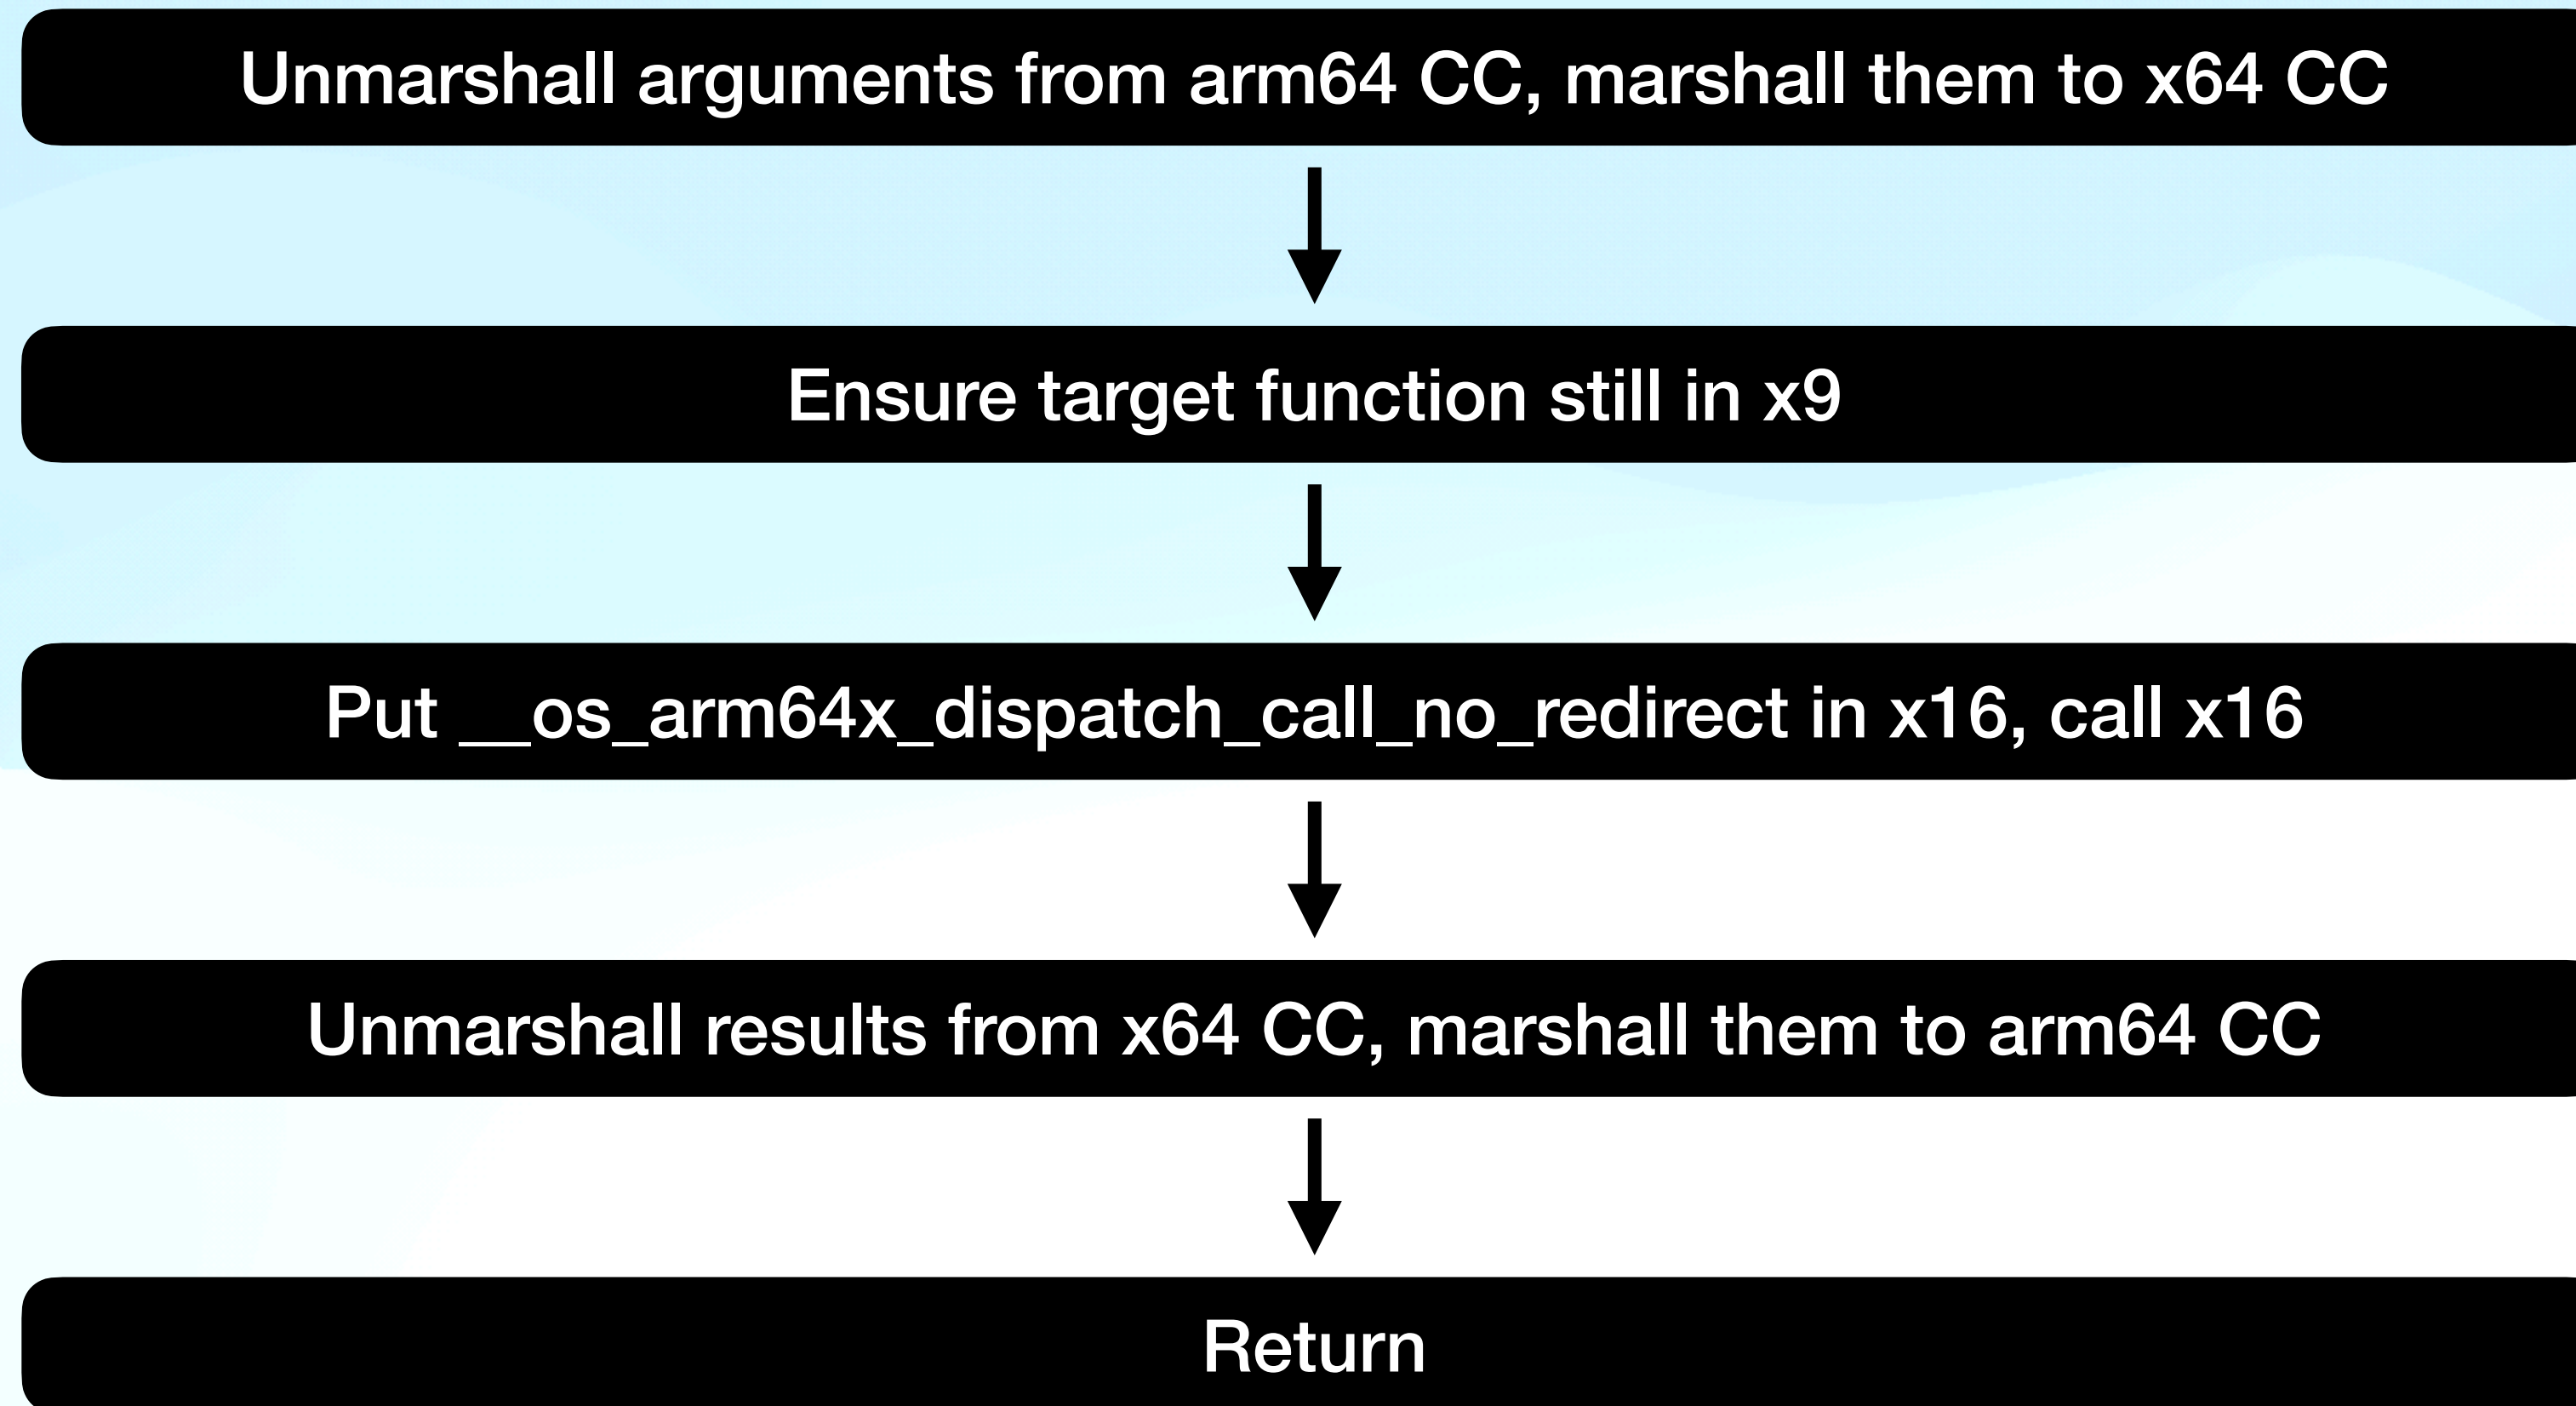 Unmarshall arguments from arm64 CC, marshall them to x64 CC
Ensure target function still in x9
Put __os_arm64x_dispatch_call_no_redirect in x16, call x16
Unmarshall results from x64 CC, marshall them to arm64 CC
Return